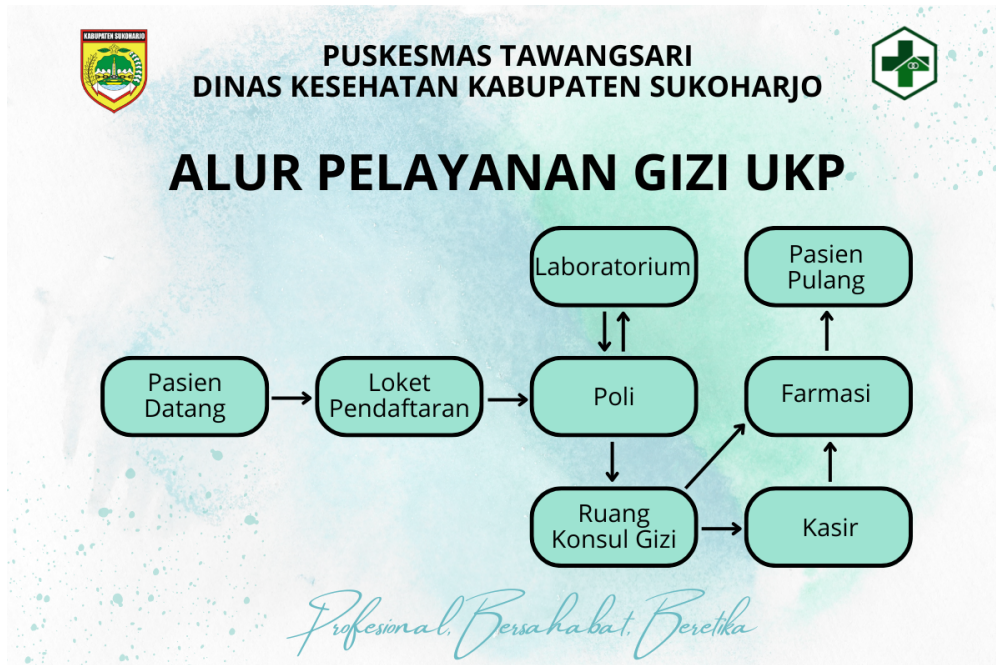 KABUPATEN SUKOHARJO
PUSKESMAS TAWANGSARI
DINAS KESEHATAN KABUPATEN SUKOHARJO
ALUR PELAYANAN GIZI UKP
Laboratorium
Pasien
Pulang
Pasien
Datang
Loket
Pendaftaran
Poli
Farmasi
Ruang
Konsul Gizi
Kasir
Profesional, Bersahabat, Beretika